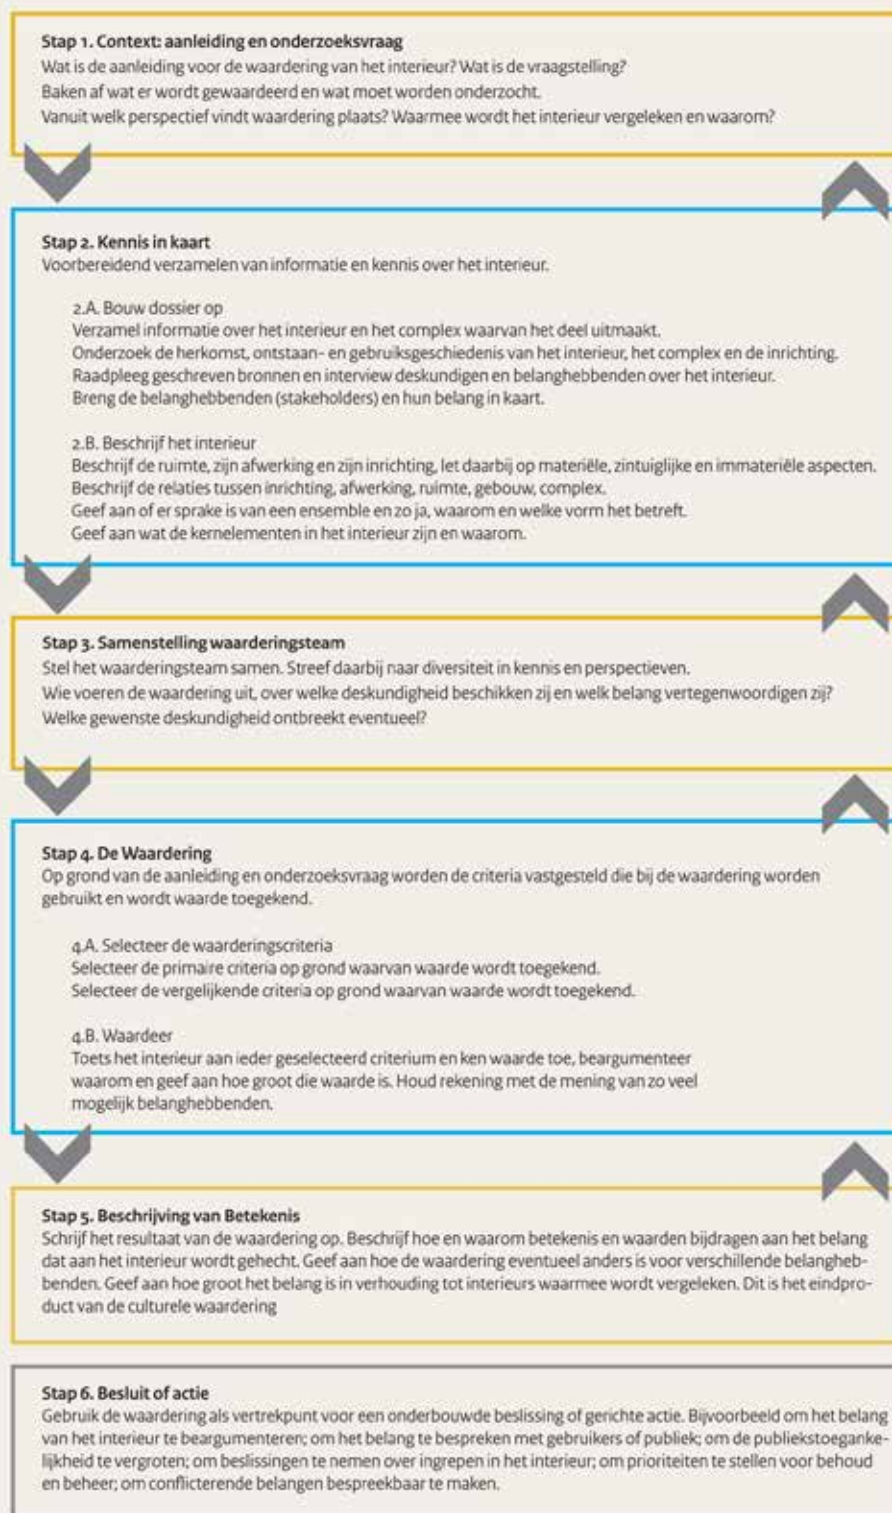 Stap 1. Context: aanleiding en onderzoeksvraag
Wat is de aanleiding voor de waardering van het interieur? Wat is de vraagstelling?
Baken af wat er wordt gewaardeerd en wat moet worden onderzocht.
Vanuit welk perspectief vindt waardering plaats? Waarmee wordt het interieur vergeleken en waarom?
Stap 2. Kennis in kaart
Voorbereidend verzamelen van informatie en kennis over het interieur.
2.A. Bouw dossier op
Verzamel informatie over het interieur en het complex waarvan het deel uitmaakt.
Onderzoek de herkomst, ontstaan- en gebruiksgeschiedenis van het interieur, het complex en de inrichting.
Raadpleeg geschreven bronnen en interview deskundigen en belanghebbenden over het interieur.
Breng de belanghebbenden (stakeholders) en hun belang in kaart.
2.B. Beschrijf het interieur
Beschrijf de ruimte, zijn afwerking en zijn inrichting, let daarbij op materiële, zintuiglijke en immateriële aspecten.
Beschrijf de relaties tussen inrichting, afwerking, ruimte, gebouw, complex.
Geef aan of er sprake is van een ensemble en zo ja, waarom en welke vorm het betreft.
Geef aan wat de kernelementen in het interieur zijn en waarom.
Stap 3. Samenstelling waarderingsteam
Stel het waarderingsteam samen. Streef daarbij naar diversiteit in kennis en perspectieven.
Wie voeren de waardering uit, over welke deskundigheid beschikken zij en welk belang vertegenwoordigen zij?
Welke gewenste deskundigheid ontbreekt eventueel?
Stap 4. De Waardering
Op grond van de aanleiding en onderzoeksvraag worden de criteria vastgesteld die bij de waardering worden
gebruikt en wordt waarde toegekend.
4.A. Selecteer de waarderingscriteria
Selecteer de primaire criteria op grond waarvan waarde wordt toegekend.
Selecteer de vergelijkende criteria op grond waarvan waarde wordt toegekend.
4.B. Waardeer
Toets het interieur aan ieder geselecteerd criterium en ken waarde toe, beargumenteer
waarom en geef aan hoe groot die waarde is. Houd rekening met de mening van zo veel
mogelijk belanghebbenden.
Stap 5. Beschrijving van Betekenis
Schrijf het resultaat van de waardering op. Beschrijf hoe en waarom betekenis en waarden bijdragen aan het belang
dat aan het interieur wordt gehecht. Geef aan hoe de waardering eventueel anders is voor verschillende belangheb-
benden. Geef aan hoe groot het belang is in verhouding tot interieurs waarmee wordt vergeleken. Dit is het eindpro-
duct van de culturele waardering
Stap 6. Besluit of actie
Gebruik de waardering als vertrekpunt voor een onderbouwde beslissing of gerichte actie. Bijvoorbeeld om het belang
van het interieur te beargumenteren; om het belang te bespreken met gebruikers of publiek; om de publiekstoeganke-
lijkheid te vergroten; om beslissingen te nemen over ingrepen in het interieur; om prioriteiten te stellen voor behoud
en beheer; om conflicterende belangen bespreekbaar te maken.